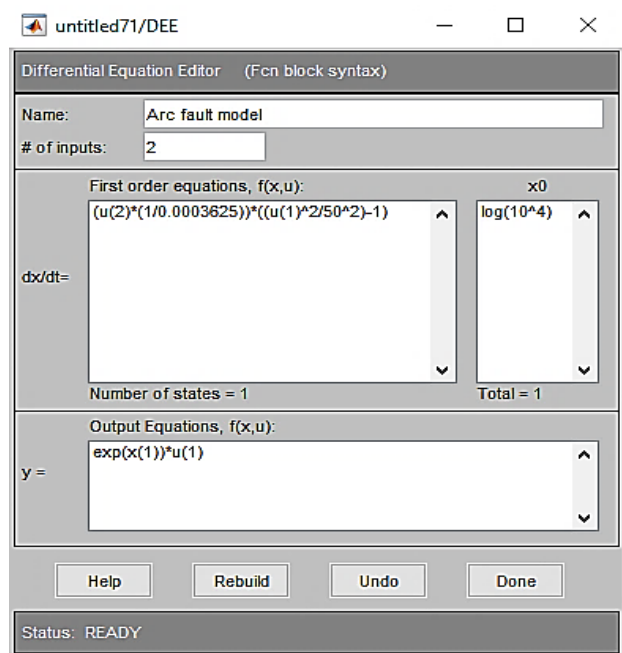 untitled71/DEE
Differential Equation Editor (Fcn block syntax)
Name: Arc fault model
# of inputs: 2
First order equations, f(x,u): x0
(u(2)*(1/0.0003625))*((u(1)^2/50^2)-1) log(10^4)
dx/dt=
Number of states = 1 Total = 1
Output Equations, f(x,u):
exp(x(1))*u(1)
y =
Help Rebuild Undo Done
Status: READY